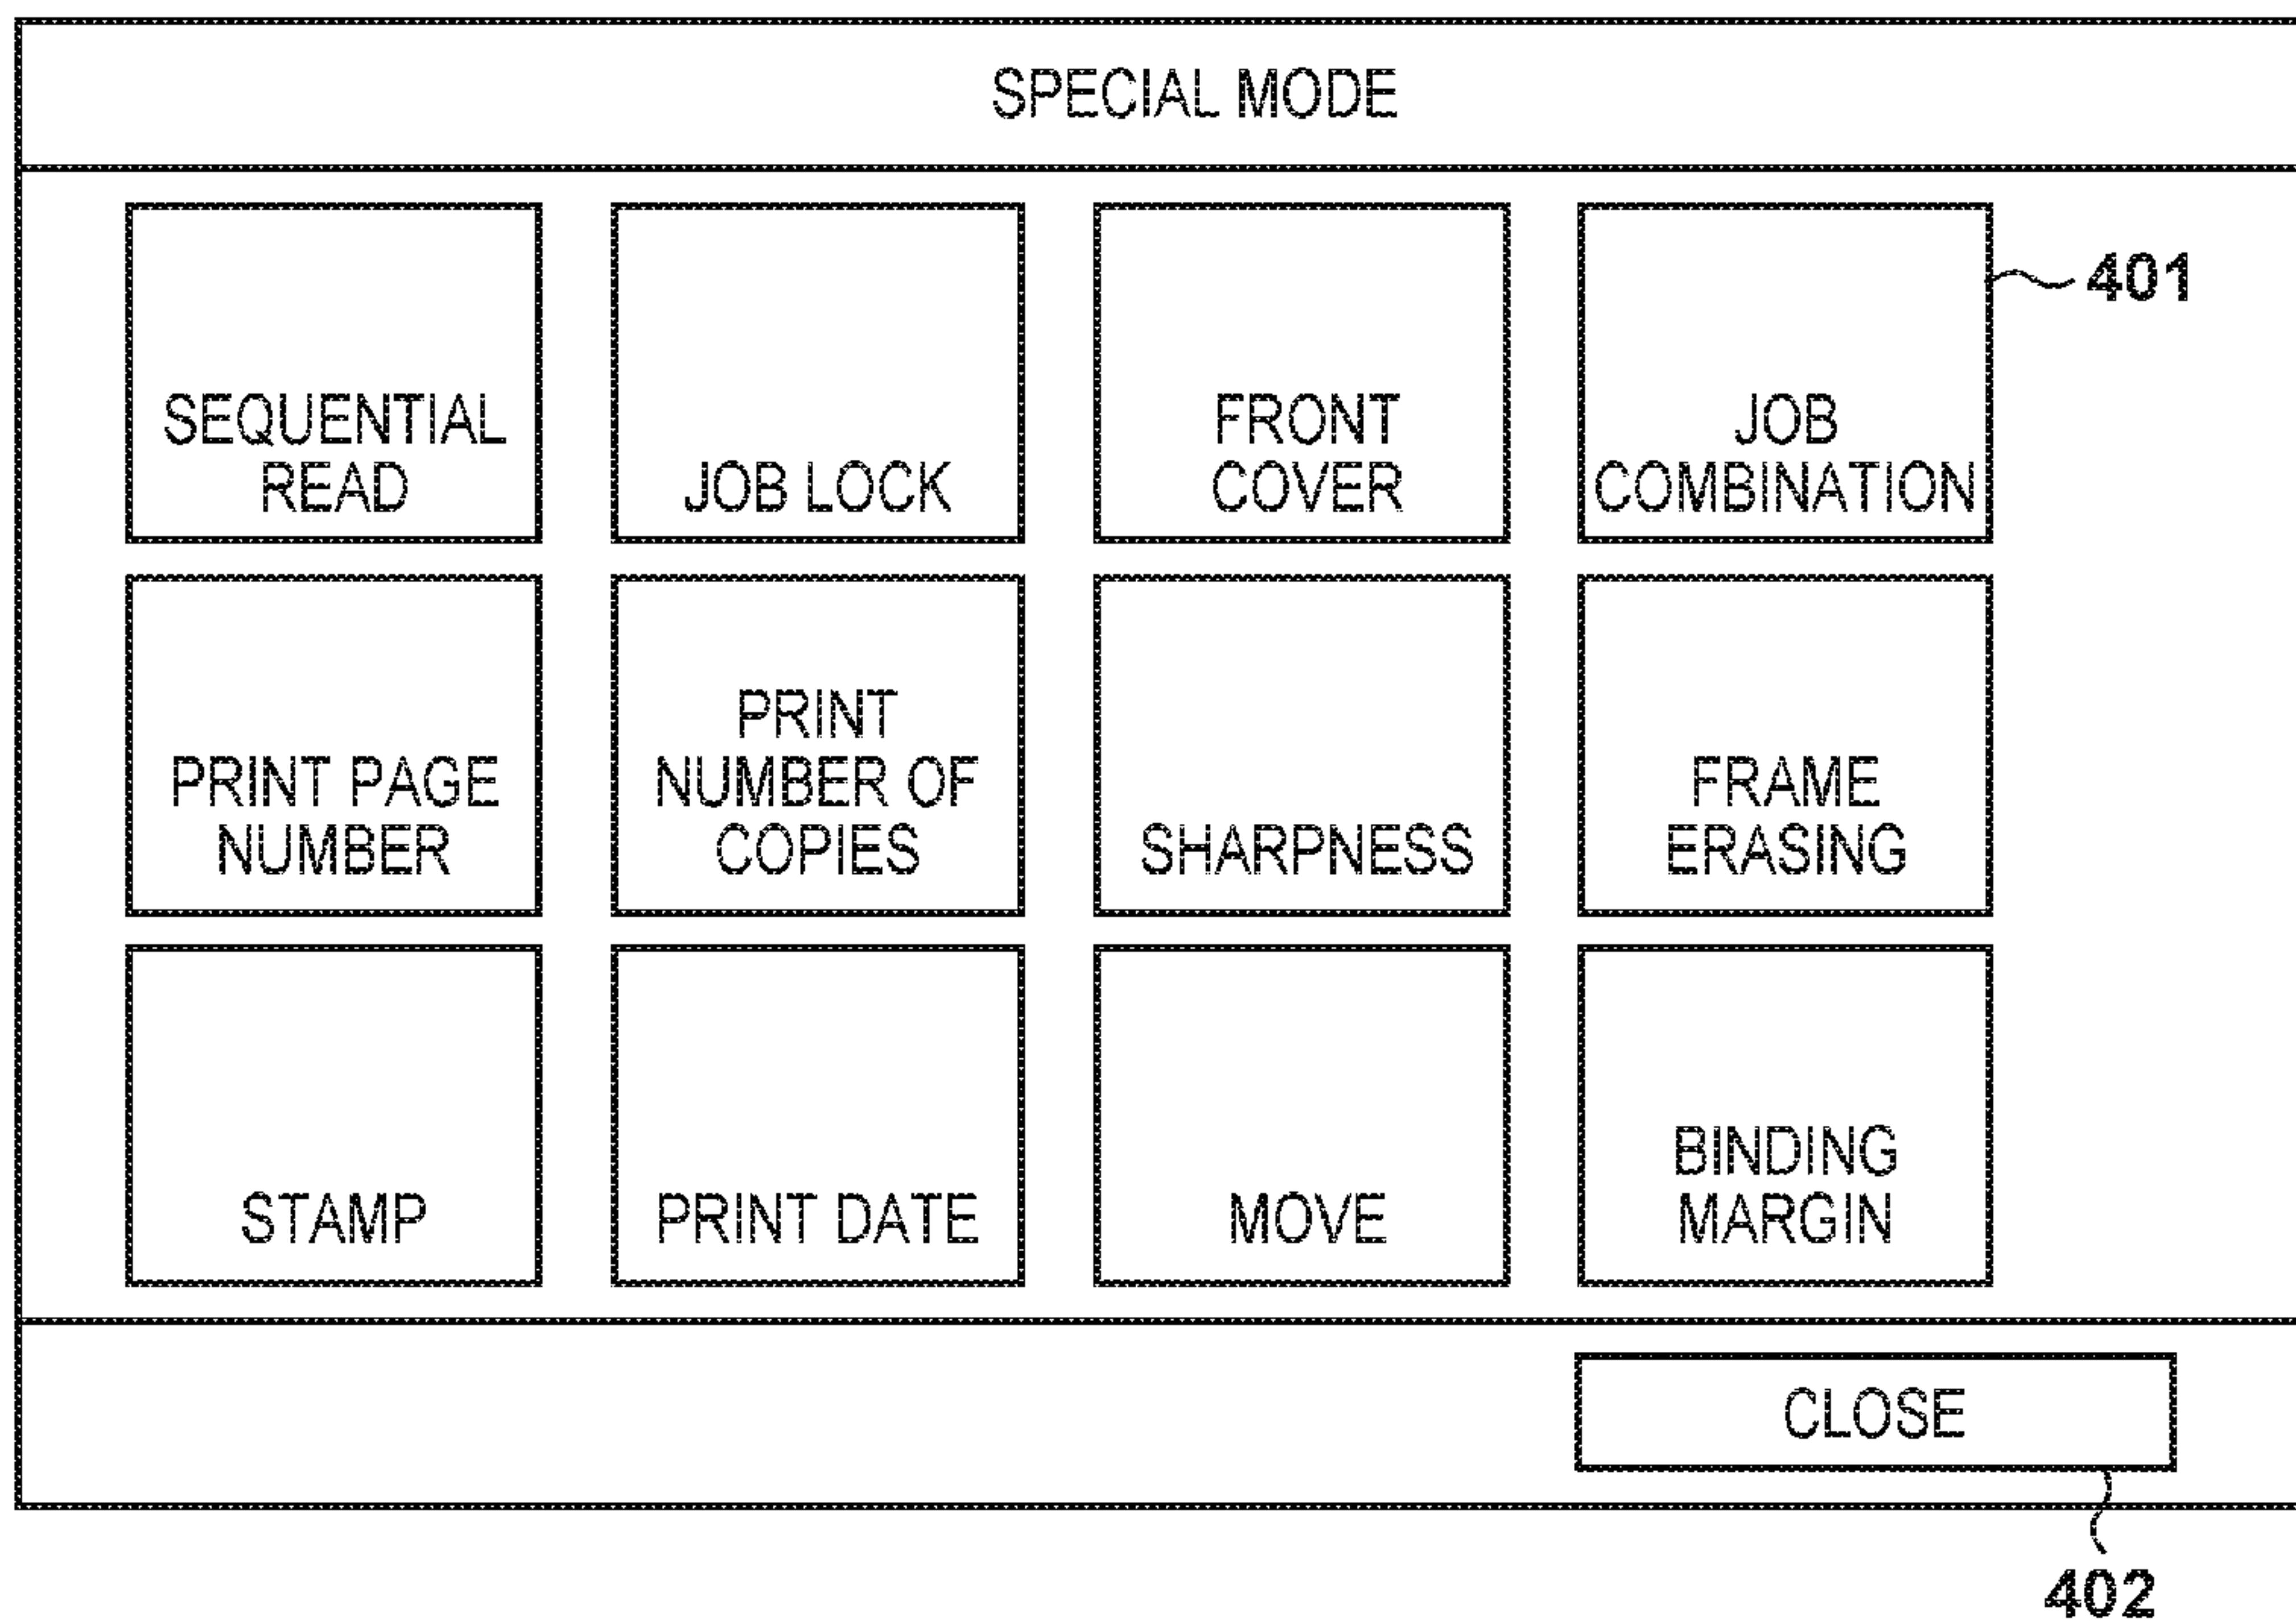 SPECIAL MODE
SEQUENTIAL
READ
JOB LOCK
FRONT
COVER
JOB
COMBINATION
401
PRINT PAGE
NUMBER
PRINT
NUMBER OF
COPIES
SHARPNESS
FRAME
ERASING
STAMP
PRINT DATE
MOVE
BINDING
MARGIN
CLOSE
402